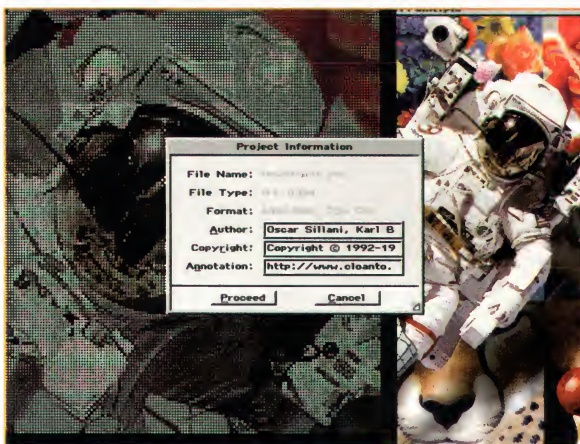 Project Information
File Name:
File Type:
Format:
Author: Oscar Sillani, Karl B
Copyright: Copyright © 1992-19
Annotation: http://www.cloanto.
Proceed Cancel